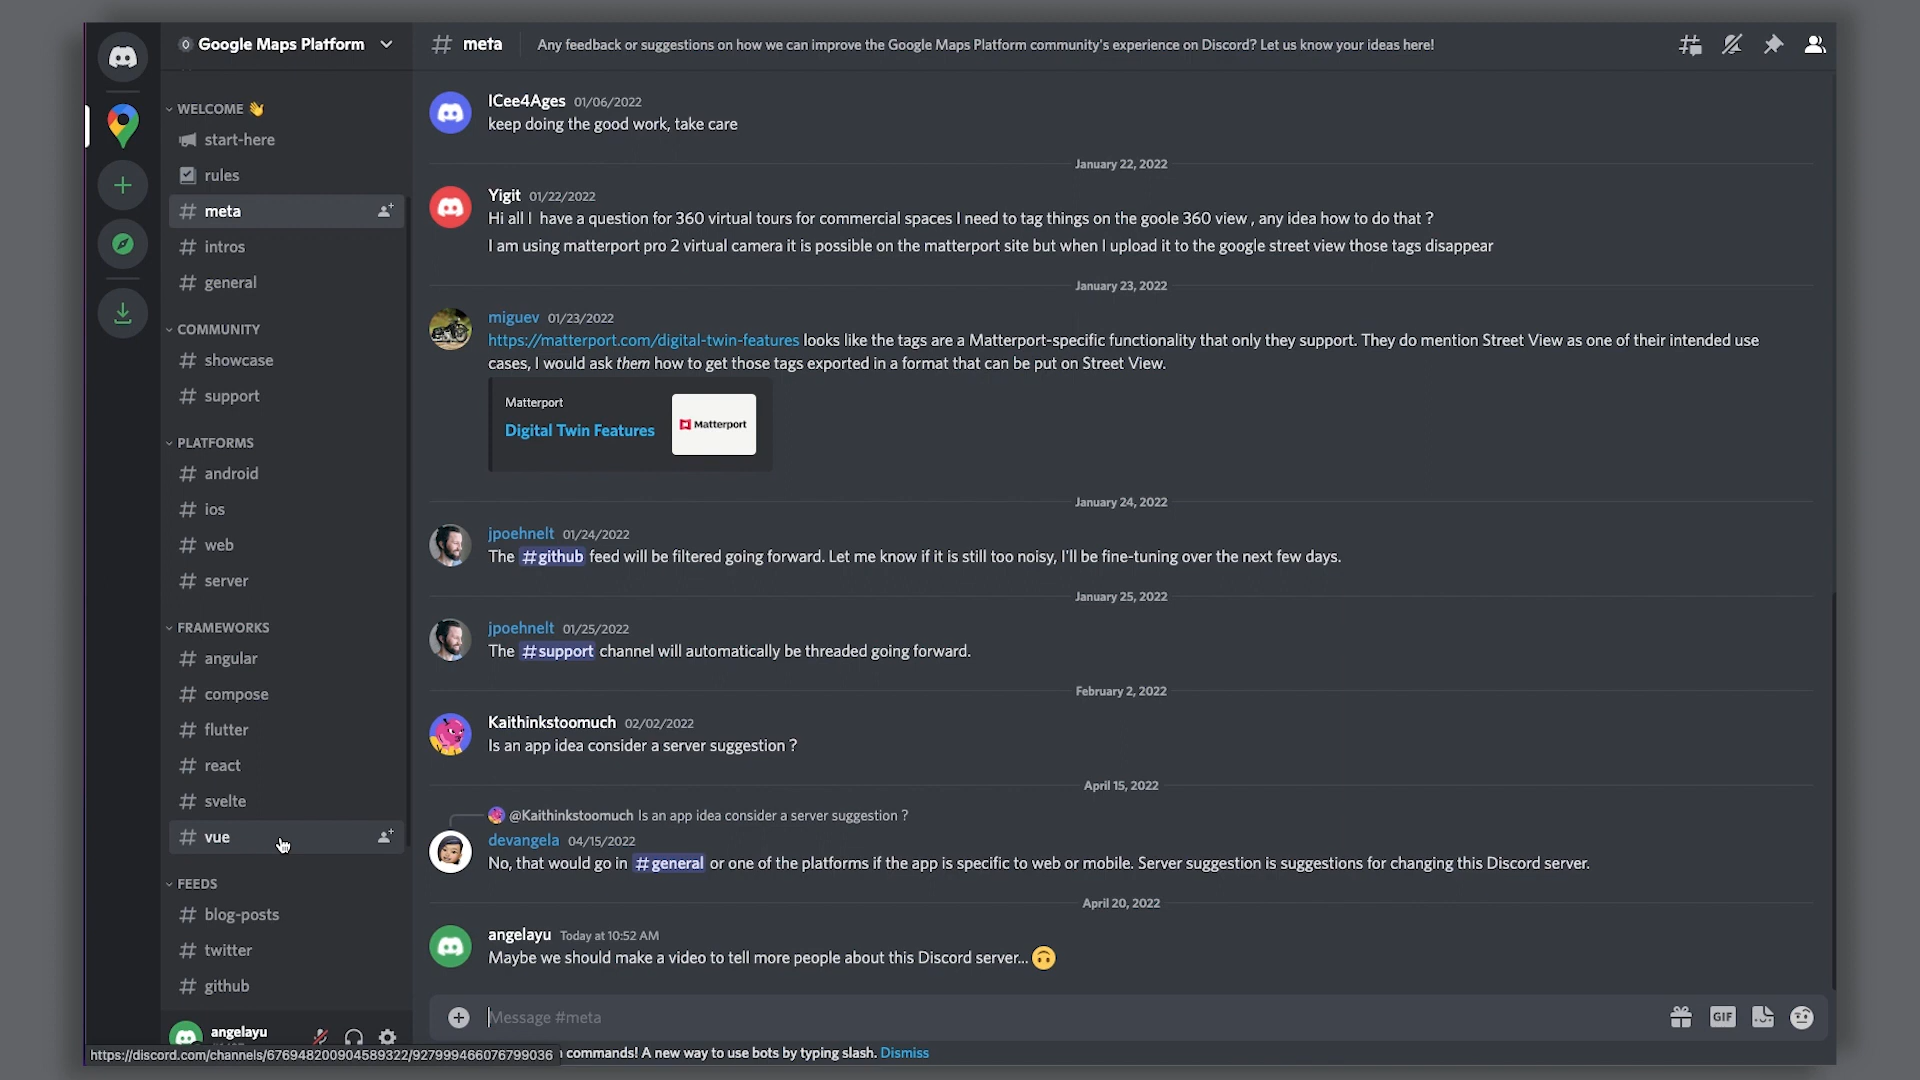 Google Maps Platform
WELCOME 👋
start-here
rules
# meta
# intros
# general
COMMUNITY
# showcase
# support
PLATFORMS
# android
# ios
# web
# server
FRAMEWORKS
# angular
# compose
# flutter
# react
# svelte
# vue
FEEDS
# blog-posts
# twitter
# github
angelayu
https://discord.com/channels/676948200904589322/927999466076799036
# meta
Any feedback or suggestions on how we can improve the Google Maps Platform community's experience on Discord? Let us know your ideas here!
ICee4Ages 01/06/2022
keep doing the good work, take care
January 22, 2022
Yigit 01/22/2022
Hi all I have a question for 360 virtual tours for commercial spaces I need to tag things on the goole 360 view , any idea how to do that ?
I am using matterport pro 2 virtual camera it is possible on the matterport site but when I upload it to the google street view those tags disappear
January 23, 2022
miguev 01/23/2022
https://matterport.com/digital-twin-features looks like the tags are a Matterport-specific functionality that only they support. They do mention Street View as one of their intended use
cases, I would ask them how to get those tags exported in a format that can be put on Street View.
Matterport
Digital Twin Features
Matterport
January 24, 2022
jpoehnelt 01/24/2022
The #github feed will be filtered going forward. Let me know if it is still too noisy, I'll be fine-tuning over the next few days.
January 25, 2022
jpoehnelt 01/25/2022
The #support channel will automatically be threaded going forward.
February 2, 2022
Kaithinkstoomuch 02/02/2022
Is an app idea consider a server suggestion ?
April 15, 2022
@Kaithinkstoomuch Is an app idea consider a server suggestion ?
devangela 04/15/2022
No, that would go in #general or one of the platforms if the app is specific to web or mobile. Server suggestion is suggestions for changing this Discord server.
April 20, 2022
angelayu Today at 10:52 AM
Maybe we should make a video to tell more people about this Discord server... 🙃
Message #meta
GIF
commands! A new way to use bots by typing slash. Dismiss